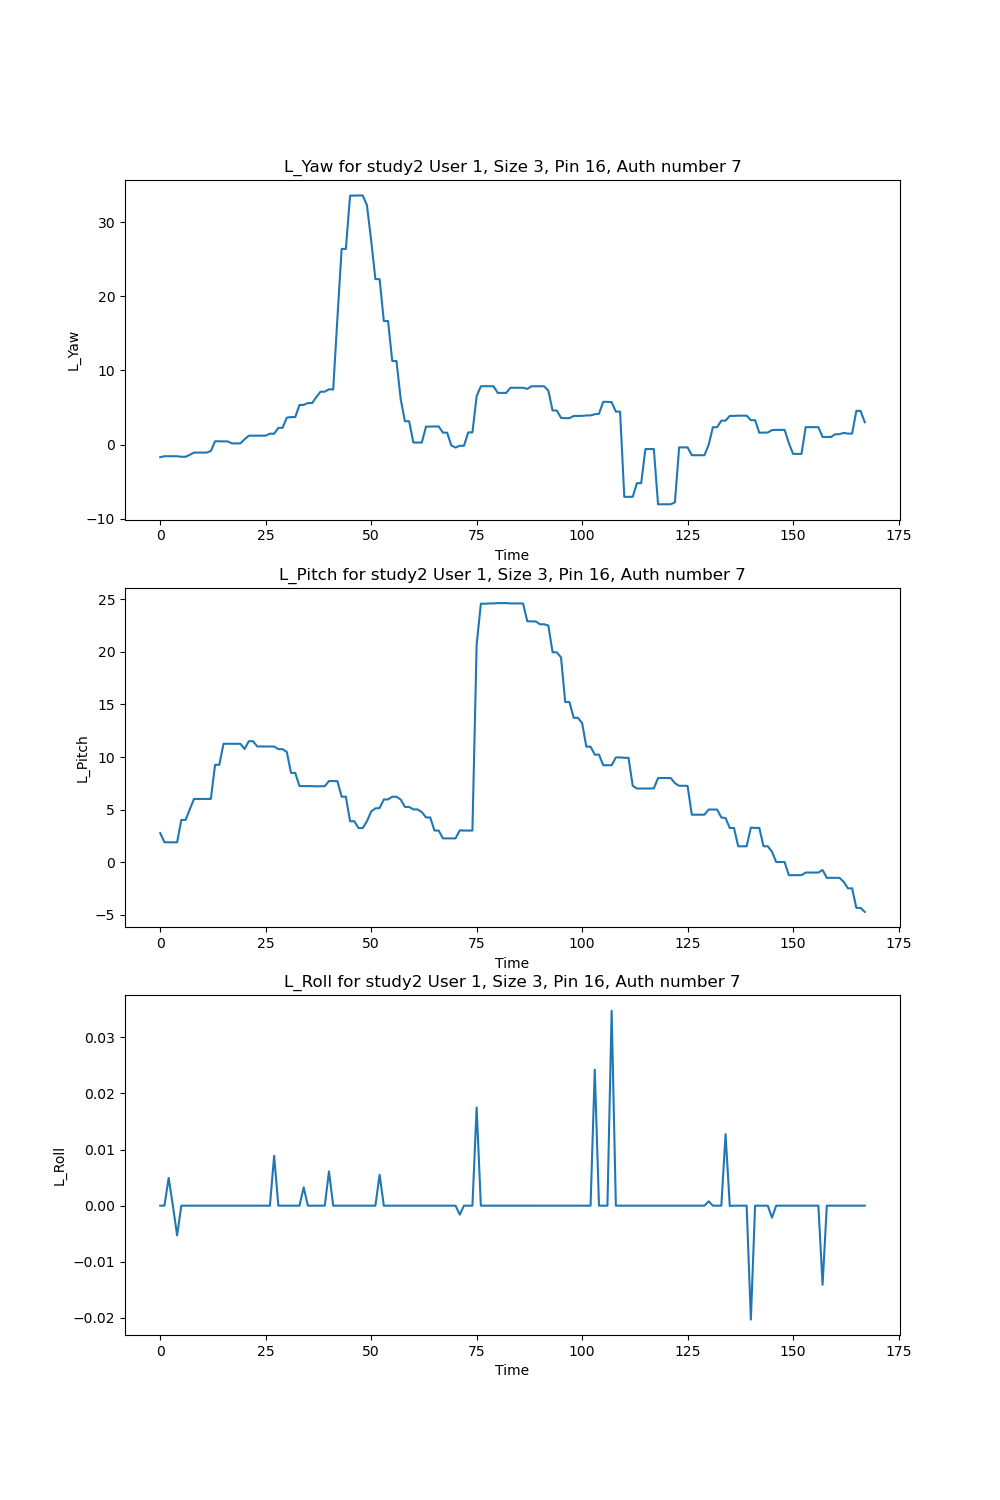 L_Yaw for study2 User 1, Size 3, Pin 16, Auth number 7
30
20
10
0
−10
L_Yaw
0 25 50 75 100 125 150 175
Time
L_Pitch for study2 User 1, Size 3, Pin 16, Auth number 7
25
20
15
10
5
0
−5
L_Pitch
0 25 50 75 100 125 150 175
Time
L_Roll for study2 User 1, Size 3, Pin 16, Auth number 7
0.03
0.02
0.01
0.00
−0.01
−0.02
L_Roll
0 25 50 75 100 125 150 175
Time